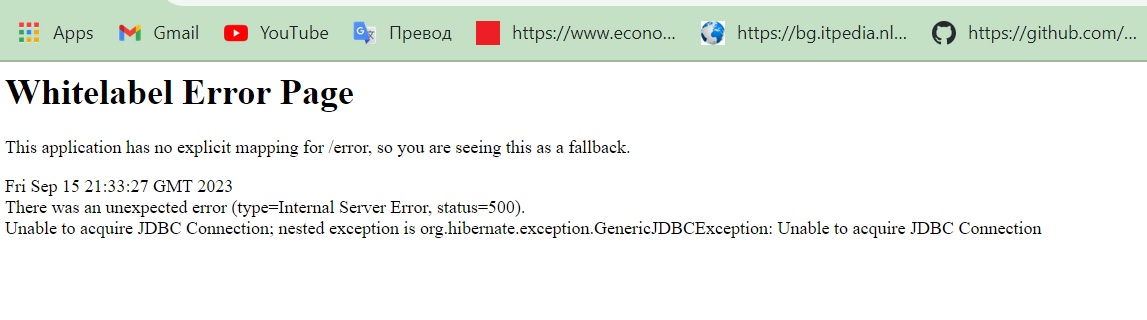 Apps Gmail YouTube Превод https://www.econo... https://bg.itpedia.nl... https://github.com/...
Whitelabel Error Page
This application has no explicit mapping for /error, so you are seeing this as a fallback.
Fri Sep 15 21:33:27 GMT 2023
There was an unexpected error (type=Internal Server Error, status=500).
Unable to acquire JDBC Connection; nested exception is org.hibernate.exception.GenericJDBCException: Unable to acquire JDBC Connection